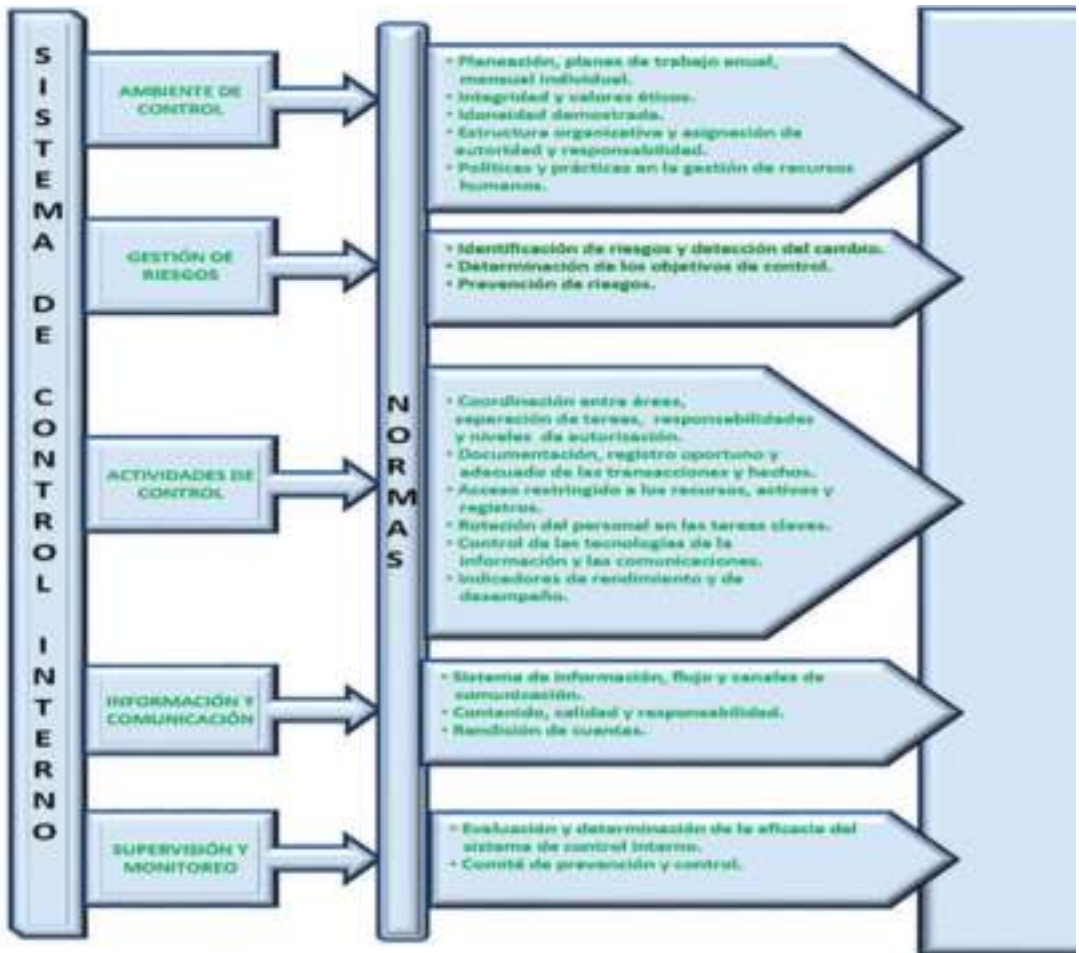 SISTEMA DE CONTROL INTERNO
AMBIENTE DE
CONTROL
GESTIÓN DE
RIESGOS
ACTIVIDADES DE
CONTROL
INFORMACIÓN Y
COMUNICACIÓN
SUPERVISIÓN Y
MONITOREO
NORMAS
• Planeación, planes de trabajo anual,
mensual individual.
• Integridad y valores éticos.
• Idoneidad demostrada.
• Estructura organizativa y asignación de
autoridad y responsabilidad.
• Políticas y prácticas en la gestión de recursos
humanos.
• Identificación de riesgos y detección del cambio.
• Determinación de los objetivos de control.
• Prevención de riesgos.
• Coordinación entre áreas,
separación de tareas, responsabilidades
y niveles de autorización.
• Documentación, registro oportuno y
adecuado de las transacciones y hechos.
• Acceso restringido a los recursos, activos y
registros.
• Rotación del personal en las tareas claves.
• Control de las tecnologías de la
información y las comunicaciones.
• Indicadores de rendimiento y de
desempeño.
• Sistema de información, flujo y canales de
comunicación.
• Contenido, calidad y responsabilidad.
• Rendición de cuentas.
• Evaluación y determinación de la eficacia del
sistema de control interno.
• Comité de prevención y control.